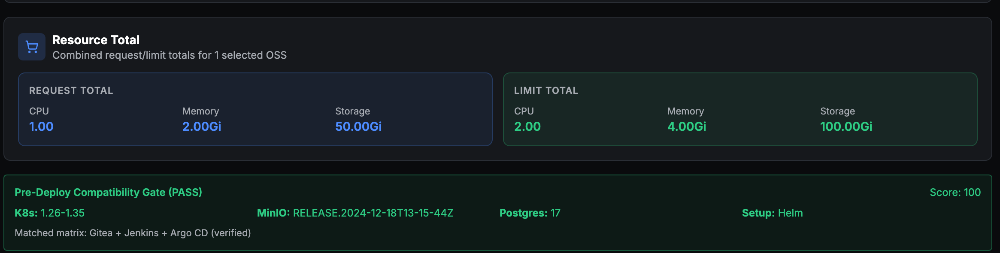 Resource Total
Combined request/limit totals for 1 selected OSS
REQUEST TOTAL
CPU
1.00
Memory
2.00Gi
Storage
50.00Gi
LIMIT TOTAL
CPU
2.00
Memory
4.00Gi
Storage
100.00Gi
Pre-Deploy Compatibility Gate (PASS)
Score: 100
K8s: 1.26-1.35
MinIO: RELEASE.2024-12-18T13-15-44Z
Postgres: 17
Setup: Helm
Matched matrix: Gitea + Jenkins + Argo CD (verified)